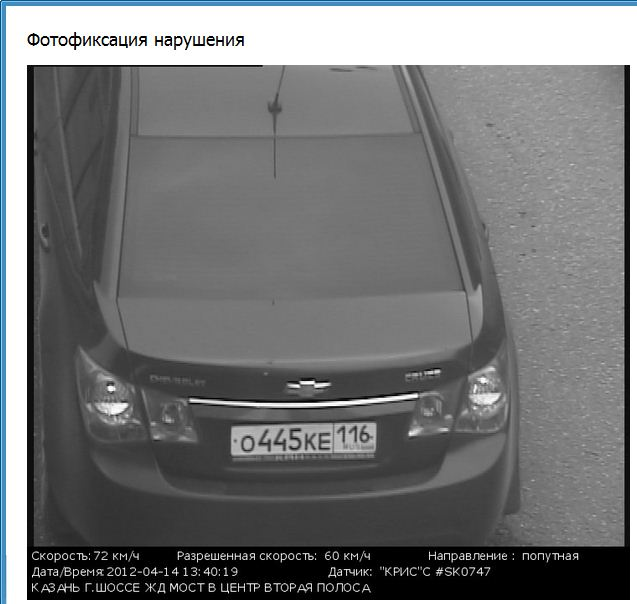 Фотофиксация нарушения
CHEVROLET
CRUZE
О445КЕ 116
RUS
Скорость: 72 км/ч Разрешенная скорость: 60 км/ч Направление : попутная
Дата/Время:2012-04-14 13:40:19 Датчик: "КРИС"С #SK0747
КАЗАНЬ Г.ШОССЕ ЖД МОСТ В ЦЕНТР ВТОРАЯ ПОЛОСА